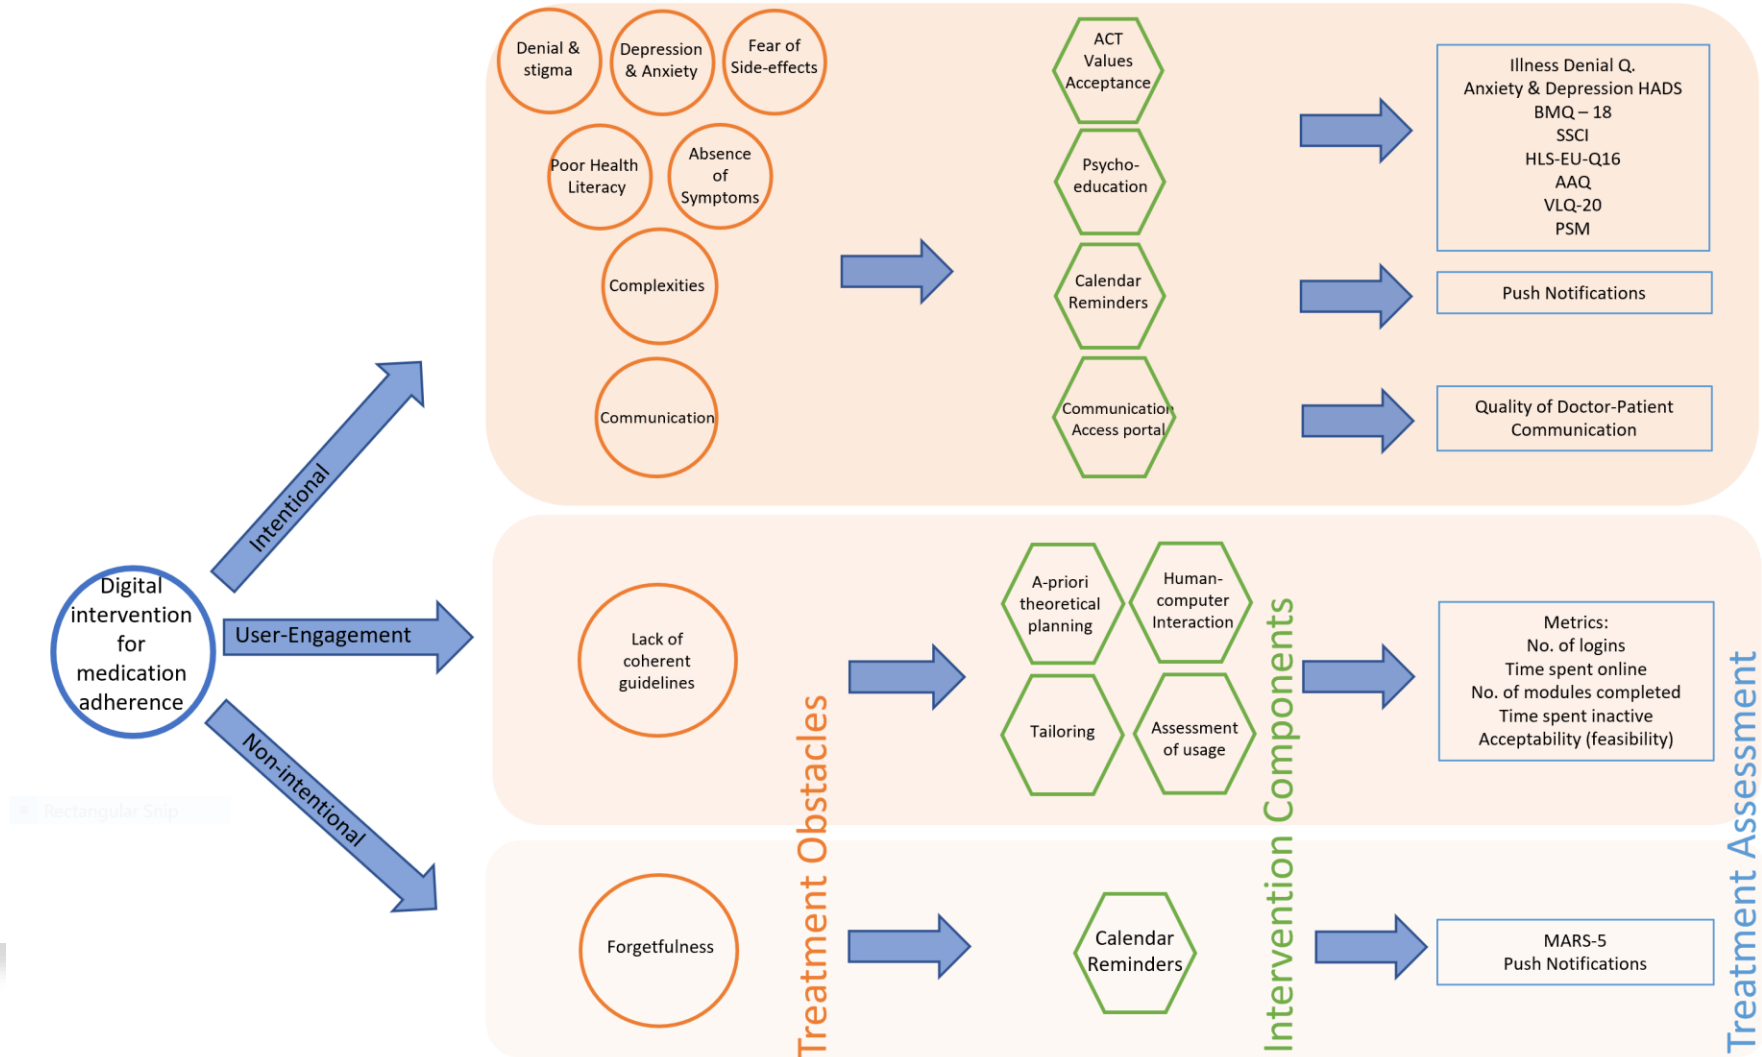 Denial &
stigma
Depression
& Anxiety
Fear of
Side-effects
Poor Health
Literacy
Absence
of
Symptoms
Complexities
Communication
ACT
Values
Acceptance
Psycho-
education
Calendar
Reminders
Communication
Access portal
Illness Denial Q.
Anxiety & Depression HADS
BMQ – 18
SSCI
HLS-EU-Q16
AAQ
VLQ-20
PSM
Push Notifications
Quality of Doctor-Patient
Communication
Digital
intervention
for
medication
adherence
Intentional
User-Engagement
Non-intentional
Lack of
coherent
guidelines
A-priori
theoretical
planning
Human-
computer
Interaction
Tailoring
Assessment
of usage
Metrics:
No. of logins
Time spent online
No. of modules completed
Time spent inactive
Acceptability (feasibility)
Rectangular Snip
Forgetfulness
Calendar
Reminders
MARS-5
Push Notifications
Treatment Obstacles
Intervention Components
Treatment Assessment